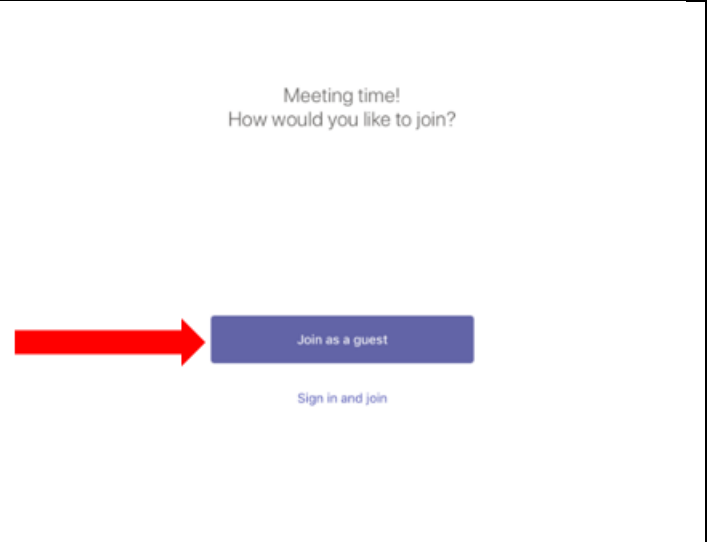 Meeting time!
How would you like to join?
Join as a guest
Sign in and join